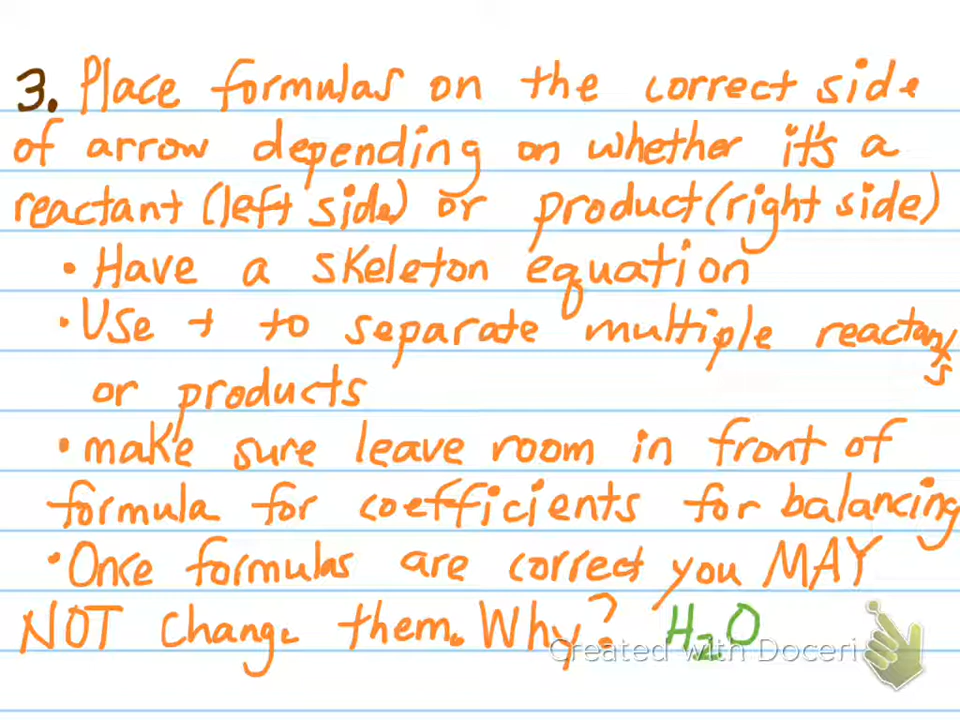 3. Place formulas on the correct side
of arrow depending on whether it's a
reactant (left side) or product (right side)
• Have a skeleton equation
• Use + to separate multiple reactants
or products
• make sure leave room in front of
formula for coefficients for balancing
• Once formulas are correct you MAY
NOT change them. Why? H₂O
Created with Doceri